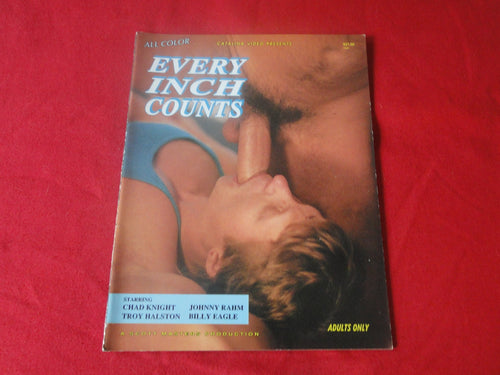 ALL COLOR
CATALINA VIDEO PRESENTS
EVERY
INCH
COUNTS
STARRING
CHAD KNIGHT JOHNNY RAHM
TROY HALSTON BILLY EAGLE
A SCOTT MASTERS PRODUCTION
ADULTS ONLY